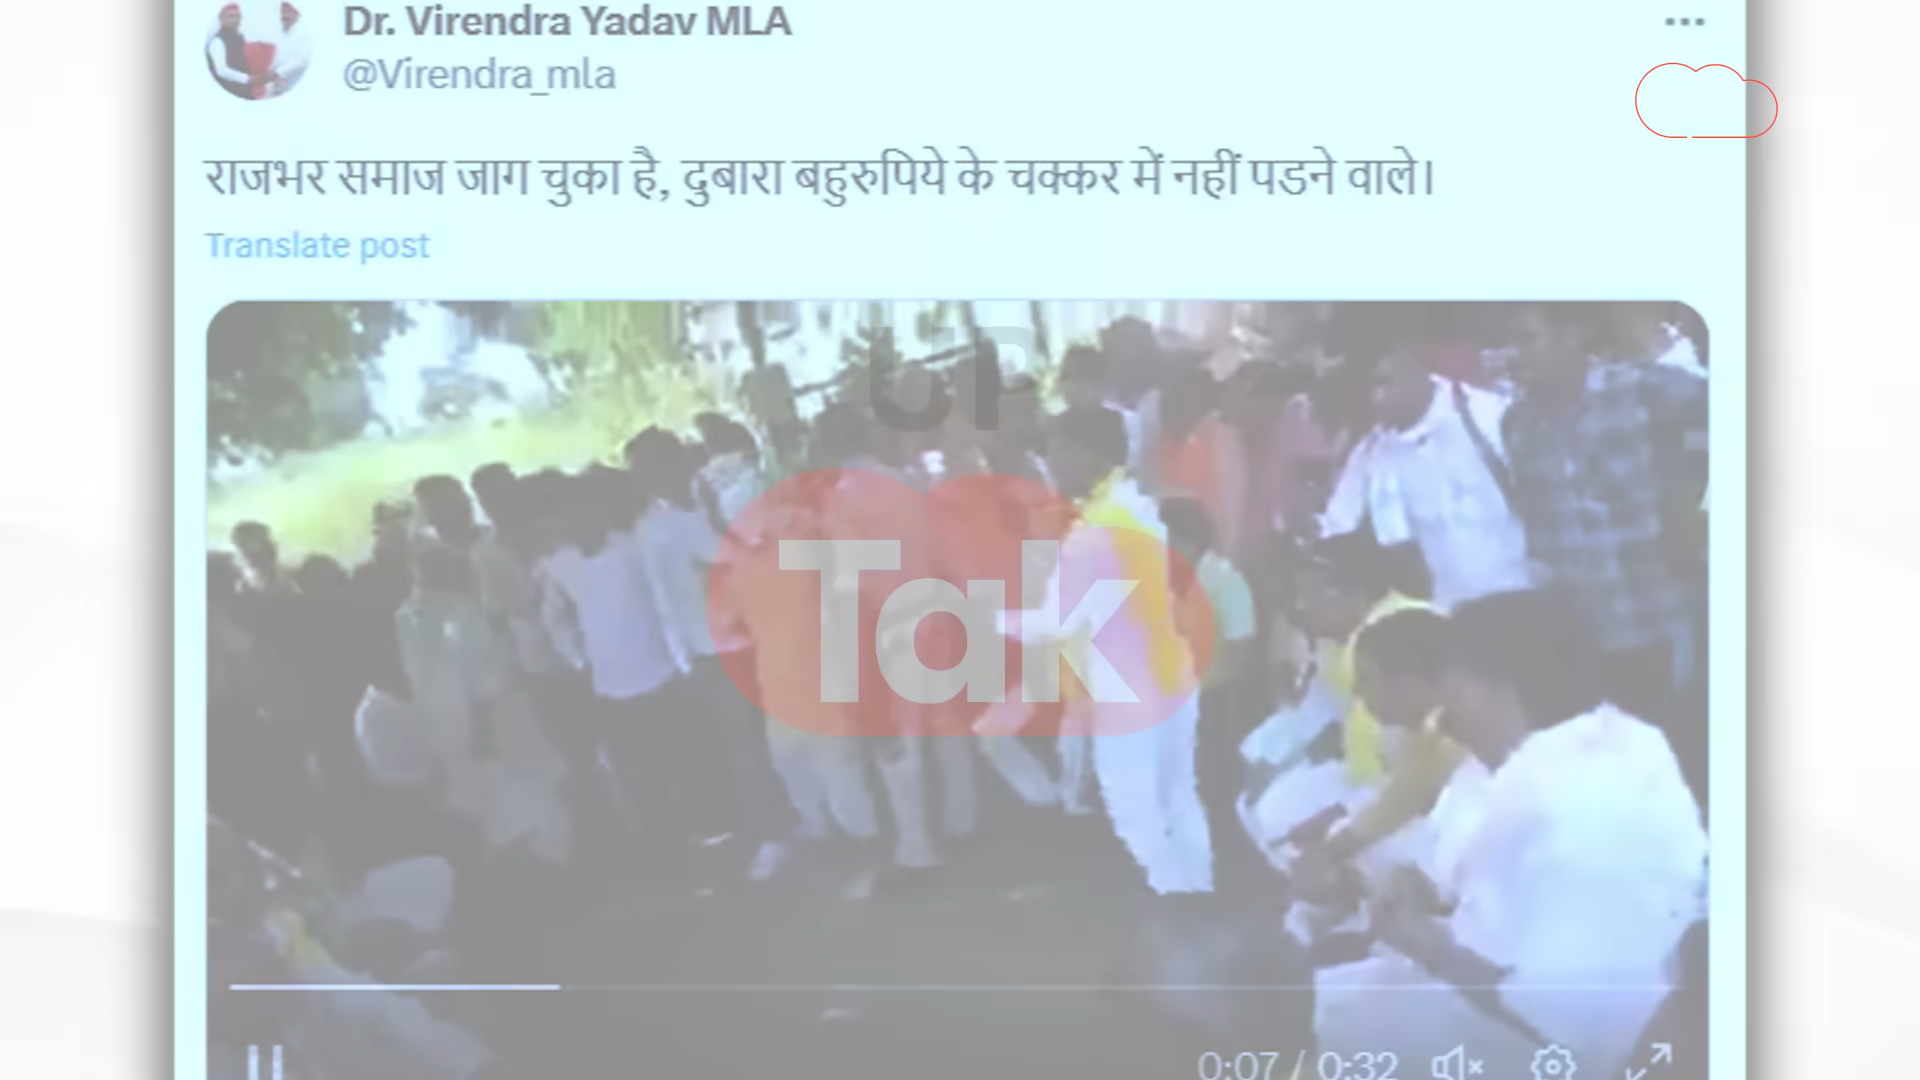 Dr. Virendra Yadav MLA
@Virendra_mla
राजभर समाज जाग चुका है, दुबारा बहुरुपिये के चक्कर में नहीं पडने वाले।
Translate post
UP
Tak
0:07 / 0:32